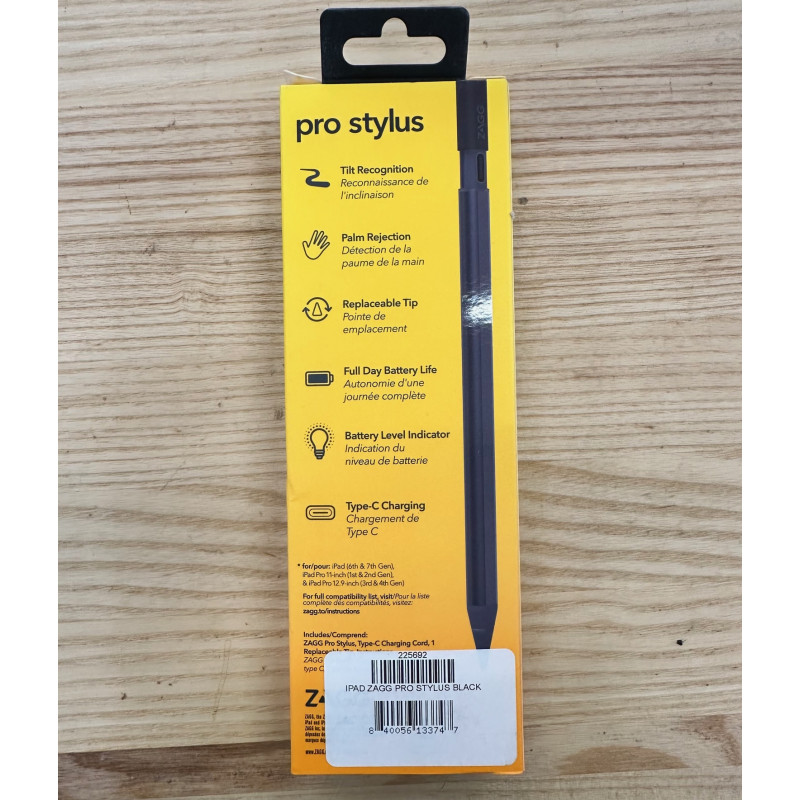 pro stylus
ZAGG
Tilt Recognition
Reconnaissance de
l'inclinaison
Palm Rejection
Détection de la
paume de la main
Replaceable Tip
Pointe de
emplacement
Full Day Battery Life
Autonomie d'une
journée complète
Battery Level Indicator
Indication du
niveau de batterie
Type-C Charging
Chargement de
Type C
* for/pour: iPad (6th & 7th Gen),
iPad Pro 11-inch (1st & 2nd Gen),
& iPad Pro 12.9-inch (3rd & 4th Gen)
For full compatibility list, visit/Pour la liste
complète des compatibilités, visitez:
zagg.to/instructions
Includes/Comprend:
ZAGG Pro Stylus, Type-C Charging Cord, 1
ZAGG
225692
IPAD ZAGG PRO STYLUS BLACK
8 40056 13374 7